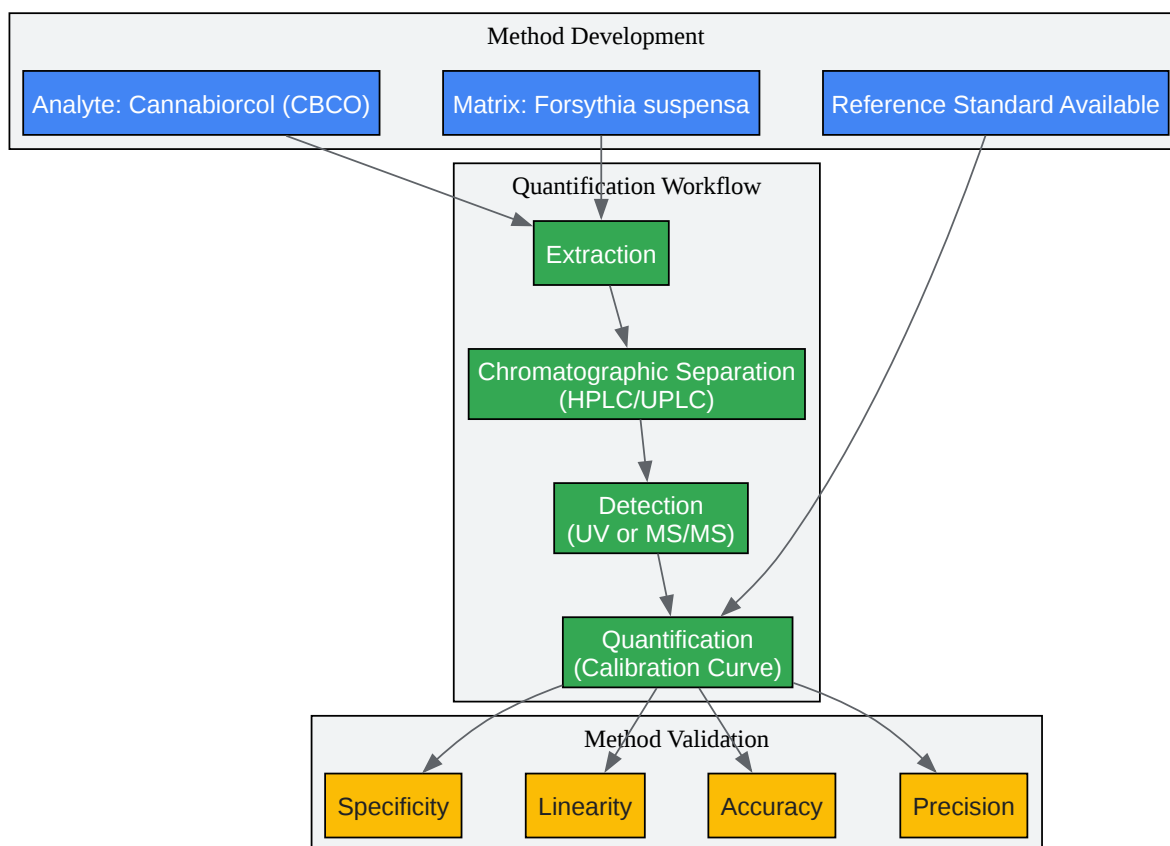 Method Development
Analyte: Cannabiorcol (CBCO)
Matrix: Forsythia suspensa
Reference Standard Available
Quantification Workflow
Extraction
Chromatographic Separation
(HPLC/UPLC)
Detection
(UV or MS/MS)
Quantification
(Calibration Curve)
Method Validation
Specificity
Linearity
Accuracy
Precision